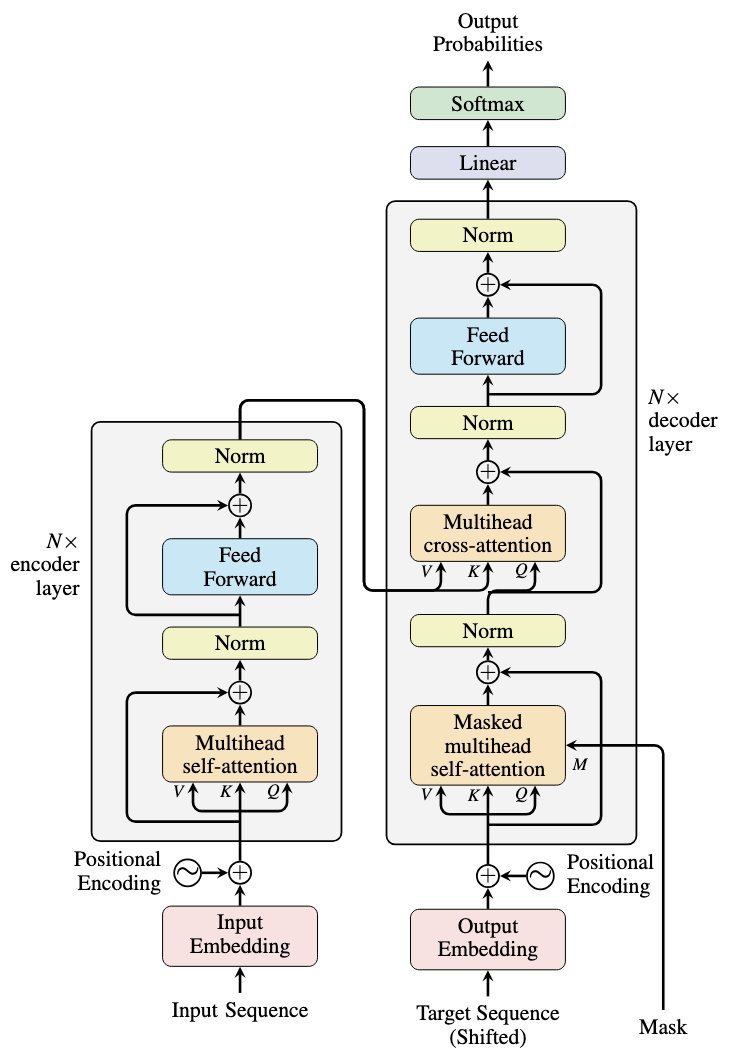 Output
Probabilities
Softmax
Linear
Norm
Feed
Forward
Norm
Multihead
cross-attention
V K Q
Norm
Masked
multihead
self-attention
M
V K Q
N×
decoder
layer
Positional
Encoding
Output
Embedding
Target Sequence
(Shifted)
Mask
Norm
Feed
Forward
Norm
Multihead
self-attention
V K Q
N×
encoder
layer
Positional
Encoding
Input
Embedding
Input Sequence